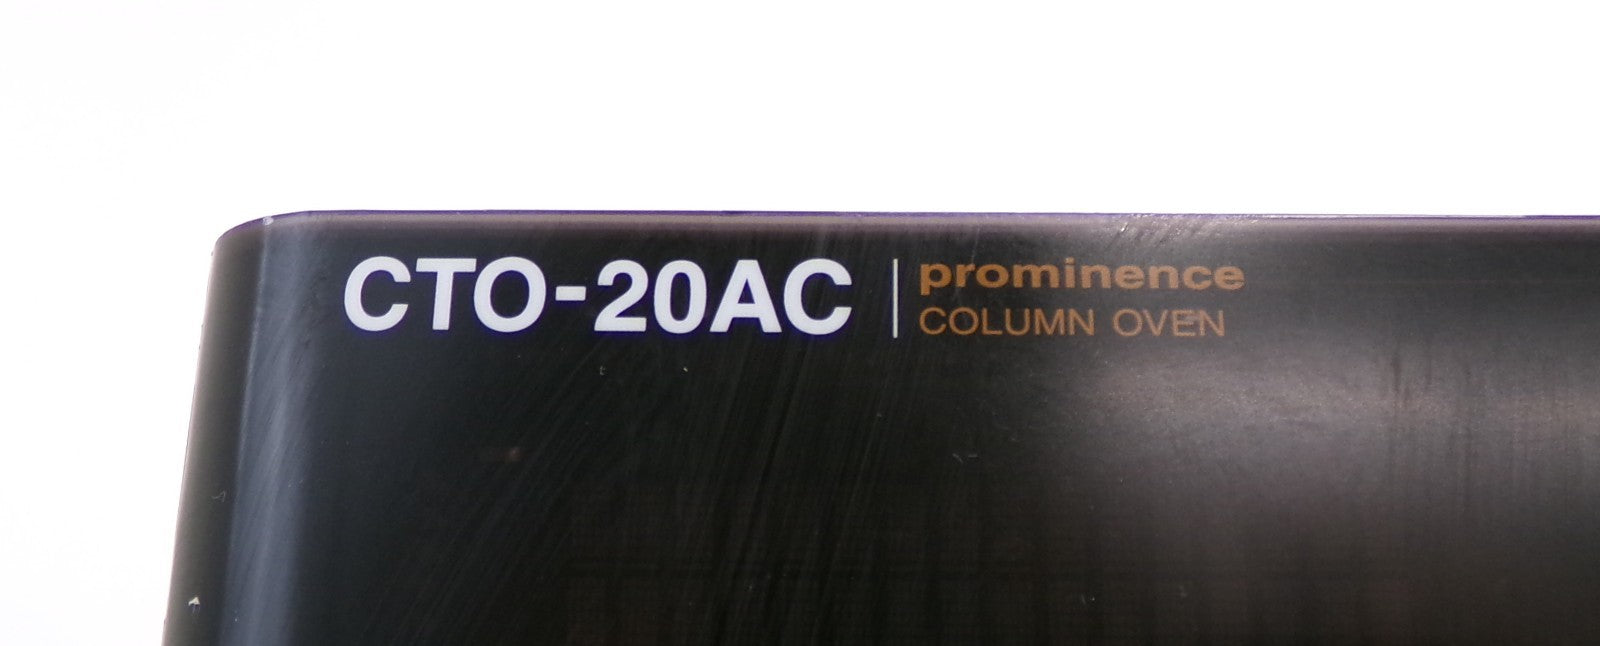 CTO-20AC
prominence
COLUMN OVEN